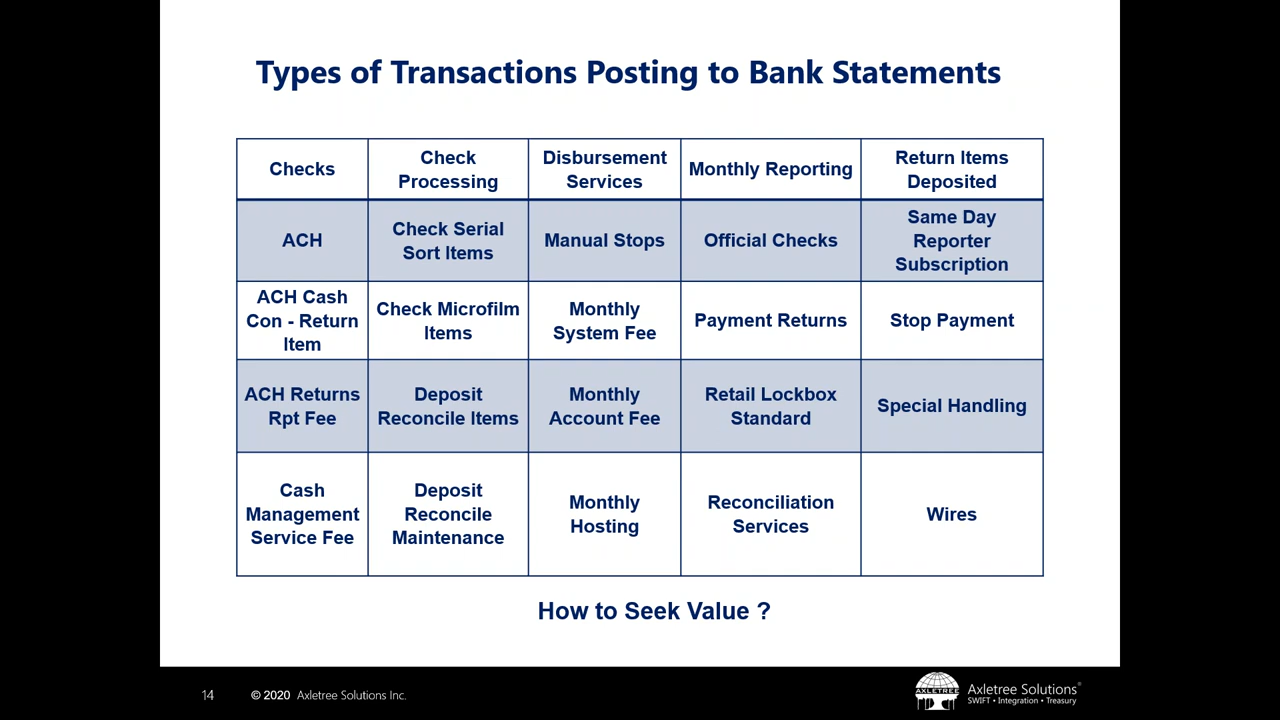 Types of Transactions Posting to Bank Statements
Checks
Check
Processing
Disbursement
Services
Monthly Reporting
Return Items
Deposited
ACH
Check Serial
Sort Items
Manual Stops
Official Checks
Same Day
Reporter
Subscription
ACH Cash
Con - Return
Item
Check Microfilm
Items
Monthly
System Fee
Payment Returns
Stop Payment
ACH Returns
Rpt Fee
Deposit
Reconcile Items
Monthly
Account Fee
Retail Lockbox
Standard
Special Handling
Cash
Management
Service Fee
Deposit
Reconcile
Maintenance
Monthly
Hosting
Reconciliation
Services
Wires
How to Seek Value ?
14
© 2020 Axletree Solutions Inc.
AXLETREE
Axletree Solutions®
SWIFT • Integration • Treasury